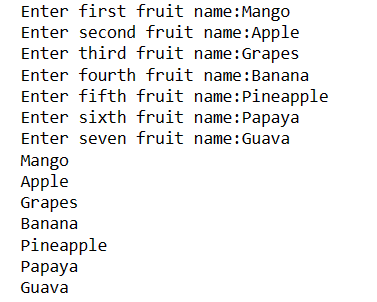 Enter first fruit name:Mango
Enter second fruit name:Apple
Enter third fruit name:Grapes
Enter fourth fruit name:Banana
Enter fifth fruit name:Pineapple
Enter sixth fruit name:Papaya
Enter seven fruit name:Guava
Mango
Apple
Grapes
Banana
Pineapple
Papaya
Guava